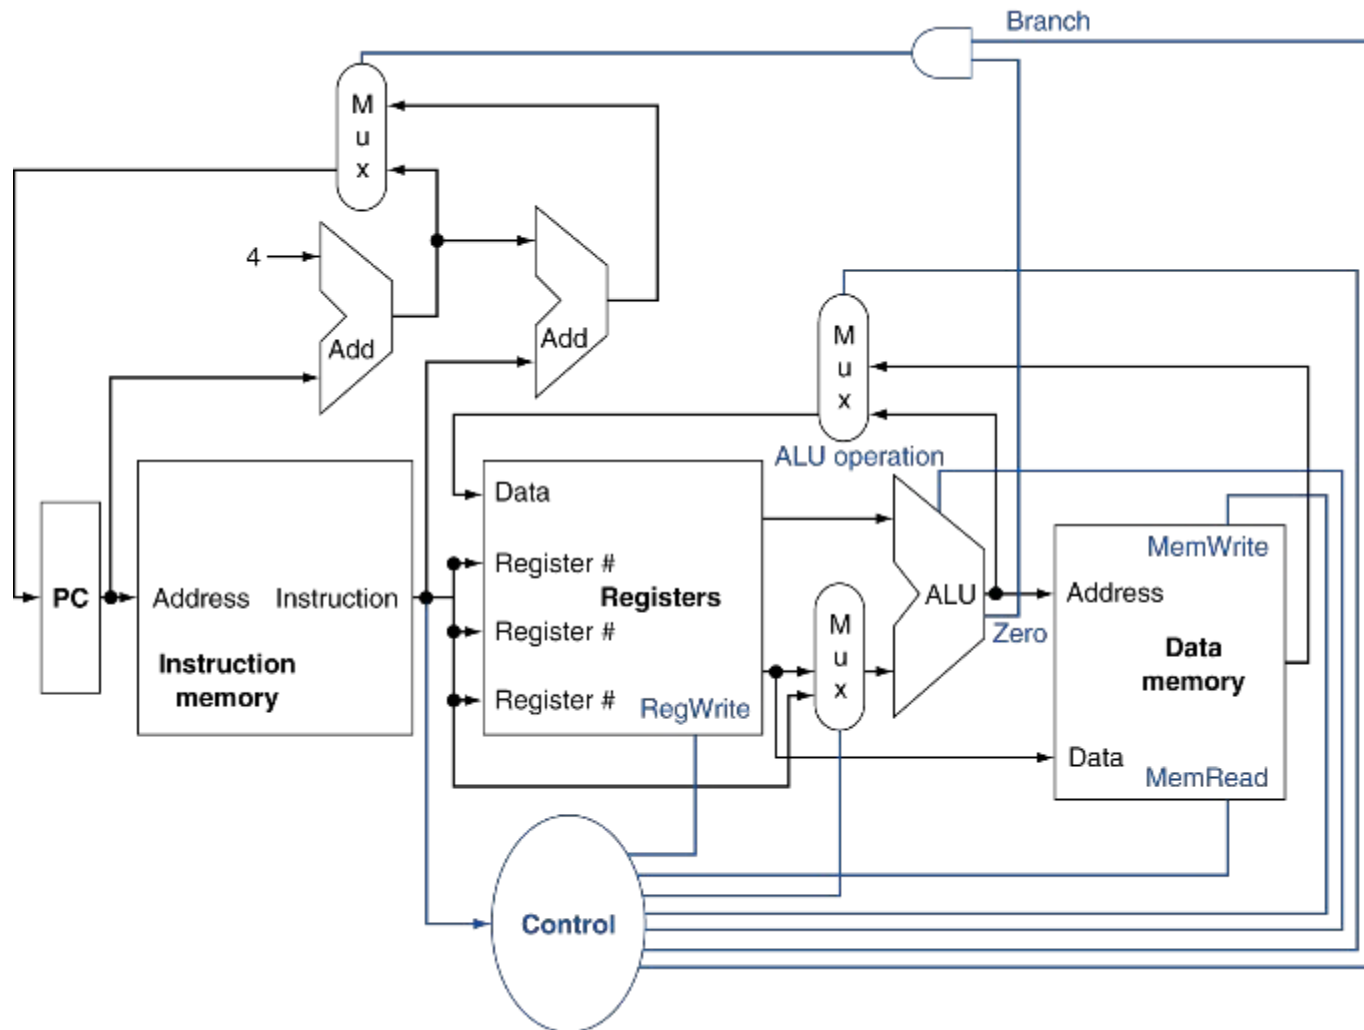 Branch
M
u
x
4
Add
Add
M
u
x
ALU operation
Data
Register #
Register #
Register #
Registers
RegWrite
PC
Address
Instruction
Instruction
memory
M
u
x
ALU
Zero
MemWrite
Address
Data
memory
Data
MemRead
Control